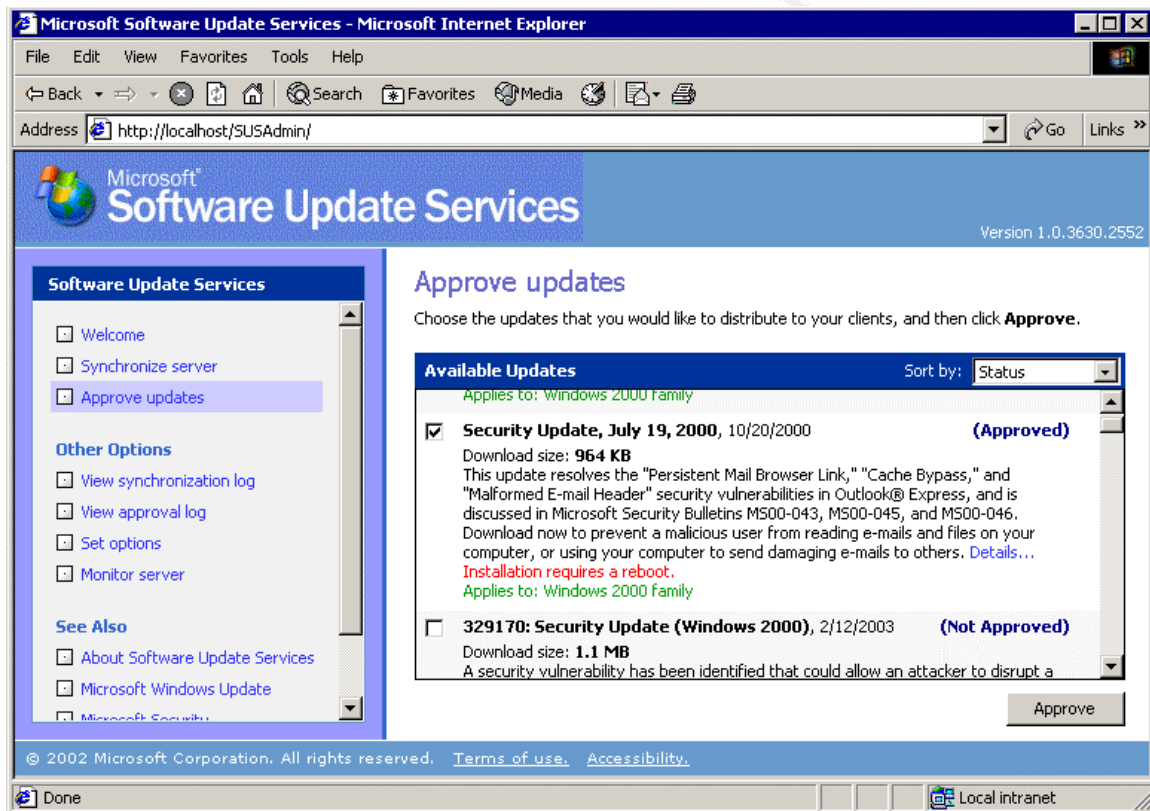 Microsoft Software Update Services - Microsoft Internet Explorer
File Edit View Favorites Tools Help
Back Search Favorites Media
Address http://localhost/SUSAdmin/ Go Links »
Microsoft®
Software Update Services
Version 1.0.3630.2552
Software Update Services
Welcome
Synchronize server
Approve updates
Other Options
View synchronization log
View approval log
Set options
Monitor server
See Also
About Software Update Services
Microsoft Windows Update
Microsoft Security
Approve updates
Choose the updates that you would like to distribute to your clients, and then click Approve.
Available Updates Sort by: Status
Applies to: Windows 2000 family
Security Update, July 19, 2000, 10/20/2000 (Approved)
Download size: 964 KB
This update resolves the "Persistent Mail Browser Link," "Cache Bypass," and
"Malformed E-mail Header" security vulnerabilities in Outlook® Express, and is
discussed in Microsoft Security Bulletins MS00-043, MS00-045, and MS00-046.
Download now to prevent a malicious user from reading e-mails and files on your
computer, or using your computer to send damaging e-mails to others. Details...
Installation requires a reboot.
Applies to: Windows 2000 family
329170: Security Update (Windows 2000), 2/12/2003 (Not Approved)
Download size: 1.1 MB
A security vulnerability has been identified that could allow an attacker to disrupt a
Approve
© 2002 Microsoft Corporation. All rights reserved. Terms of use. Accessibility.
Done Local intranet